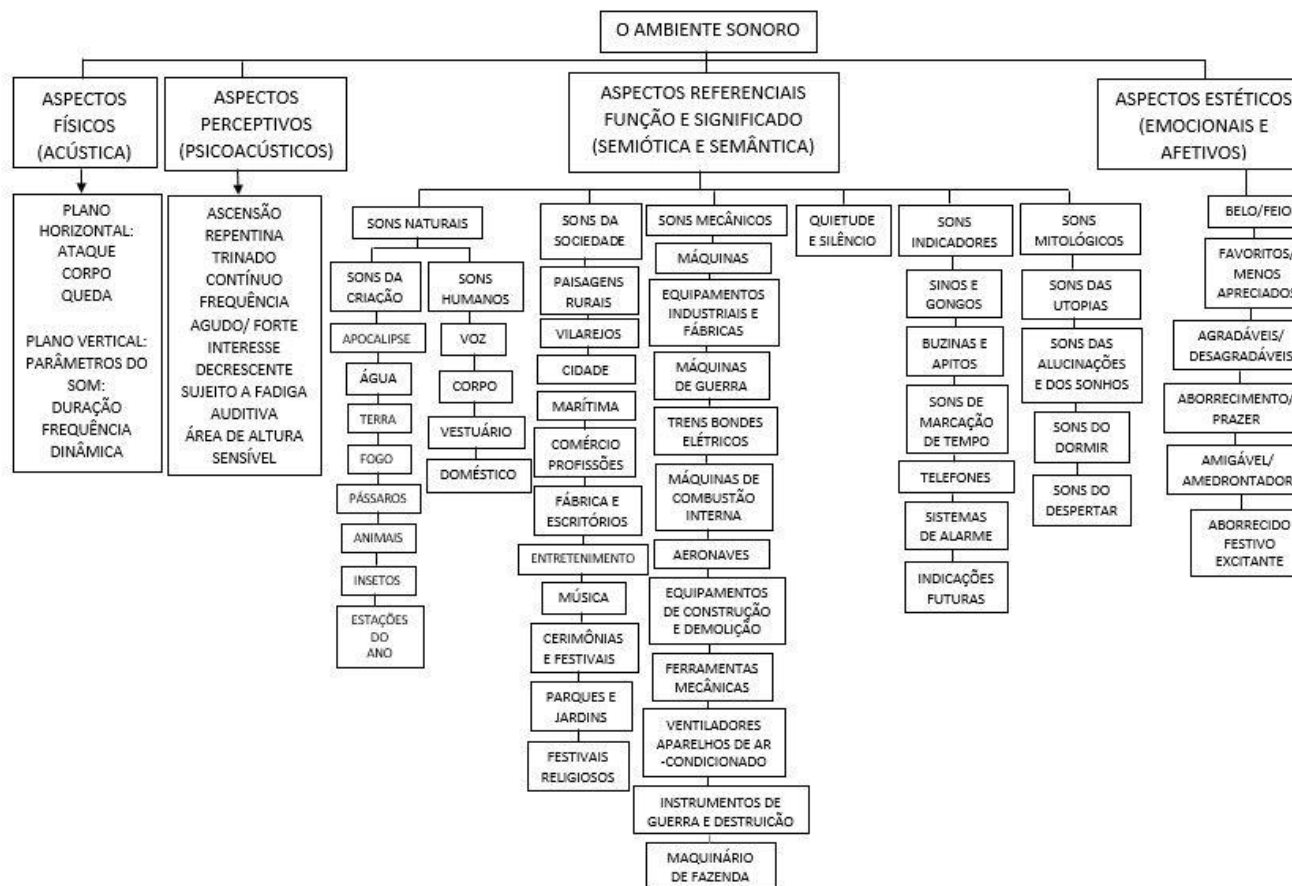 O AMBIENTE SONORO
ASPECTOS
FÍSICOS
(ACÚSTICA)
ASPECTOS
PERCEPTIVOS
(PSICOACÚSTICOS)
ASPECTOS REFERENCIAIS
FUNÇÃO E SIGNIFICADO
(SEMIÓTICA E SEMÂNTICA)
ASPECTOS ESTÉTICOS
(EMOCIONAIS E
AFETIVOS)
PLANO
HORIZONTAL:
ATAQUE
CORPO
QUEDA
PLANO VERTICAL:
PARÂMETROS DO
SOM:
DURAÇÃO
FREQUÊNCIA
DINÂMICA
ASCENSÃO
REPENTINA
TRINADO
CONTÍNUO
FREQUÊNCIA
AGUDO/ FORTE
INTERESSE
DECRESCENTE
SUJEITO A FADIGA
AUDITIVA
ÁREA DE ALTURA
SENSÍVEL
SONS NATURAIS
SONS DA
CRIAÇÃO
APOCALIPSE
ÁGUA
TERRA
FOGO
PÁSSAROS
ANIMAIS
INSETOS
ESTAÇÕES
DO
ANO
SONS
HUMANOS
VOZ
CORPO
VESTUÁRIO
DOMÉSTICO
SONS DA
SOCIEDADE
PAISAGENS
RURAIS
VILAREJOS
CIDADE
MARÍTIMA
COMÉRCIO
PROFISSÕES
FÁBRICA E
ESCRITÓRIOS
ENTRETENIMENTO
MÚSICA
CERIMÔNIAS
E FESTIVAIS
PARQUES E
JARDINS
FESTIVAIS
RELIGIOSOS
SONS MECÂNICOS
MÁQUINAS
EQUIPAMENTOS
INDUSTRIAIS E
FÁBRICAS
MÁQUINAS
DE GUERRA
TRENS BONDES
ELÉTRICOS
MÁQUINAS DE
COMBUSTÃO
INTERNA
AERONAVES
EQUIPAMENTOS
DE CONSTRUÇÃO
E DEMOLIÇÃO
FERRAMENTAS
MECÂNICAS
VENTILADORES
APARELHOS DE AR
-CONDICIONADO
INSTRUMENTOS DE
GUERRA E DESTRUIÇÃO
MAQUINÁRIO
DE FAZENDA
QUIETUDE
E SILÊNCIO
SONS
INDICADORES
SINOS E
GONGOS
BUZINAS E
APITOS
SONS DE
MARCAÇÃO
DE TEMPO
TELEFONES
SISTEMAS
DE ALARME
INDICAÇÕES
FUTURAS
SONS
MITOLÓGICOS
SONS DAS
UTOPIAS
SONS DAS
ALUCINAÇÕES
E DOS SONHOS
SONS DO
DORMIR
SONS DO
DESPERTAR
BELO/FEIO
FAVORITOS/
MENOS
APRECIADOS
AGRADÁVEIS/
DESAGRADÁVEIS
ABORRECIMENTO/
PRAZER
AMIGÁVEL/
AMEDRONTADOR
ABORRECIDO
FESTIVO
EXCITANTE